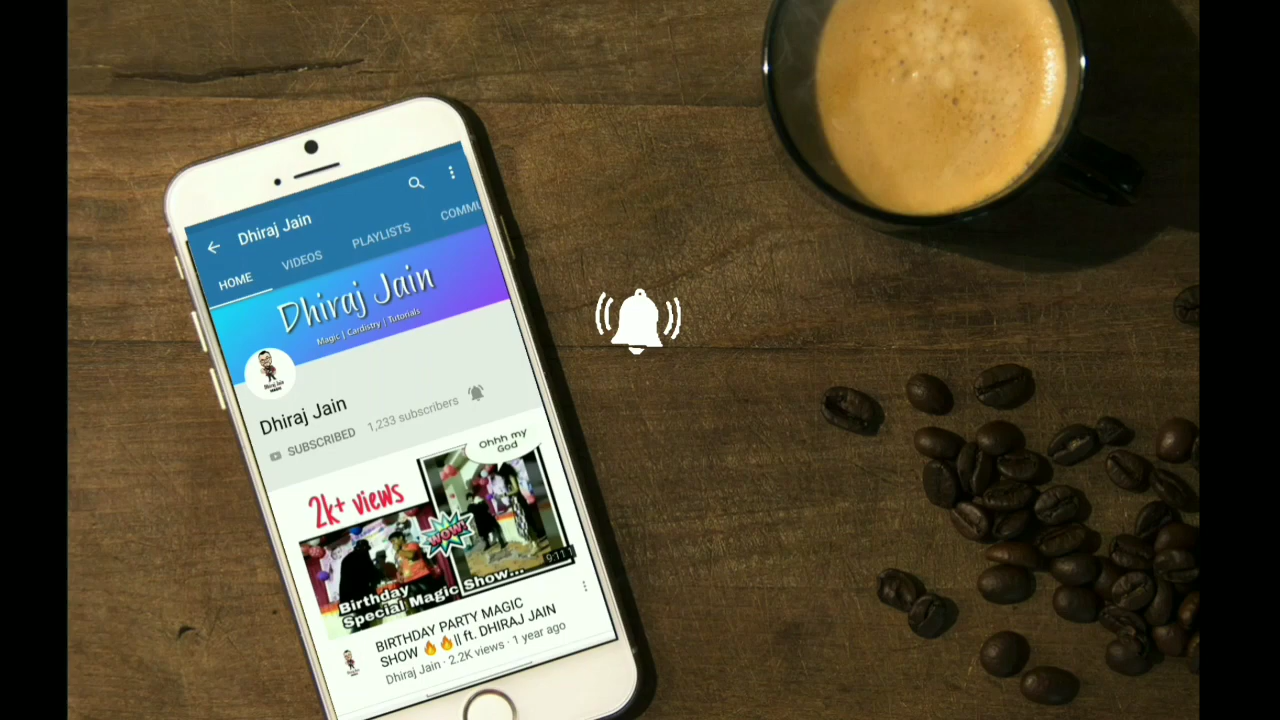 Dhiraj Jain
HOME VIDEOS PLAYLISTS COMMU
Dhiraj Jain
Magic | Cardistry | Tutorials
Dhiraj Jain
SUBSCRIBED 1,233 subscribers
Ohhh my
God
2k+ views
WOW!
Birthday
Special Magic Show...
BIRTHDAY PARTY MAGIC
SHOW 🔥🔥|| ft. DHIRAJ JAIN
Dhiraj Jain · 2.2K views · 1 year ago